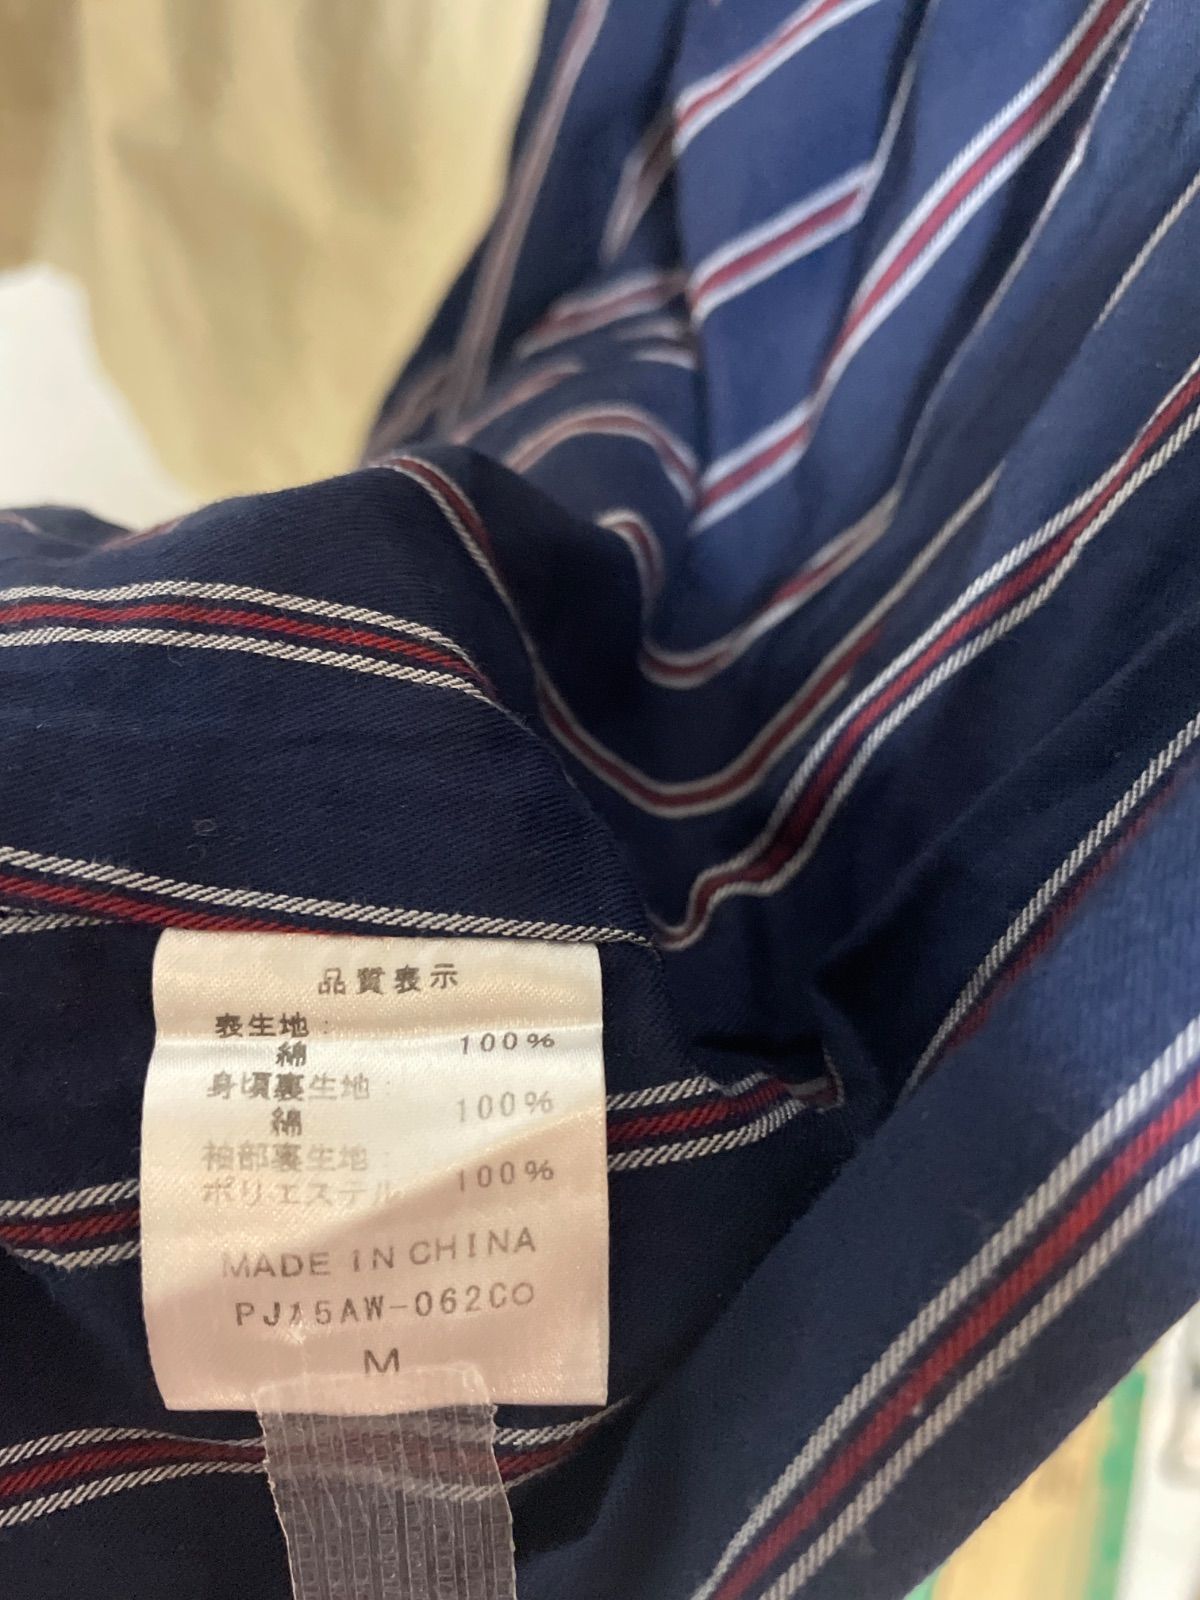 品質表示
表生地:
綿 100%
身頃裏生地:
綿 100%
袖部裏生地:
ポリエステル 100%
MADE IN CHINA
PJ15AW-062CO
M